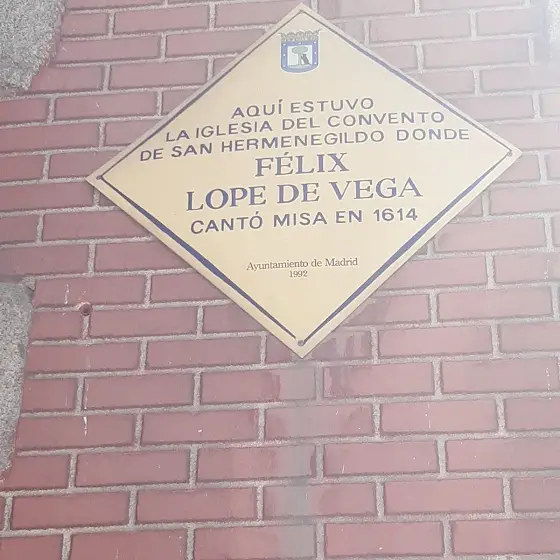 AQUÍ ESTUVO
LA IGLESIA DEL CONVENTO
DE SAN HERMENEGILDO DONDE
FÉLIX
LOPE DE VEGA
CANTÓ MISA EN 1614
Ayuntamiento de Madrid
1992